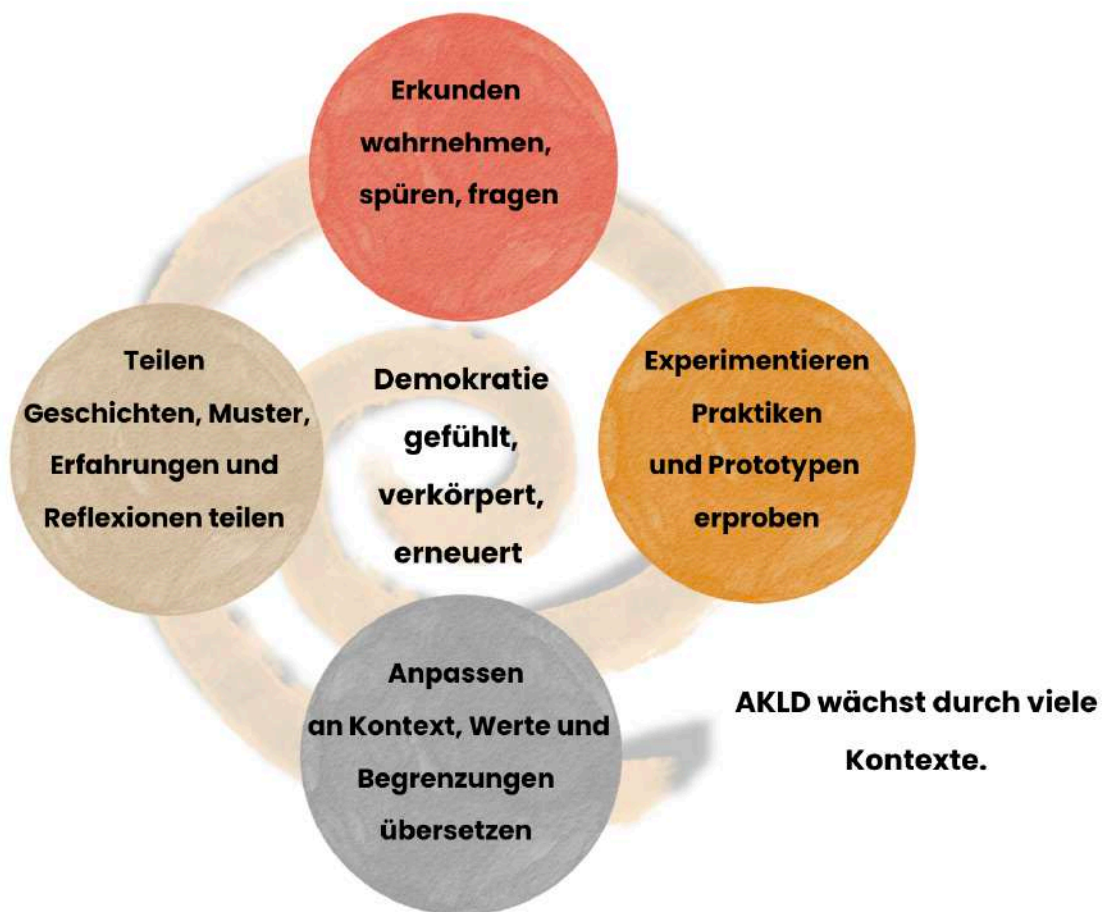 Erkunden
wahrnehmen,
spüren, fragen
Experimentieren
Praktiken
und Prototypen
erproben
Anpassen
an Kontext, Werte und
Begrenzungen
übersetzen
Teilen
Geschichten, Muster,
Erfahrungen und
Reflexionen teilen
Demokratie
gefühlt,
verkörpert,
erneuert
AKLD wächst durch viele
Kontexte.